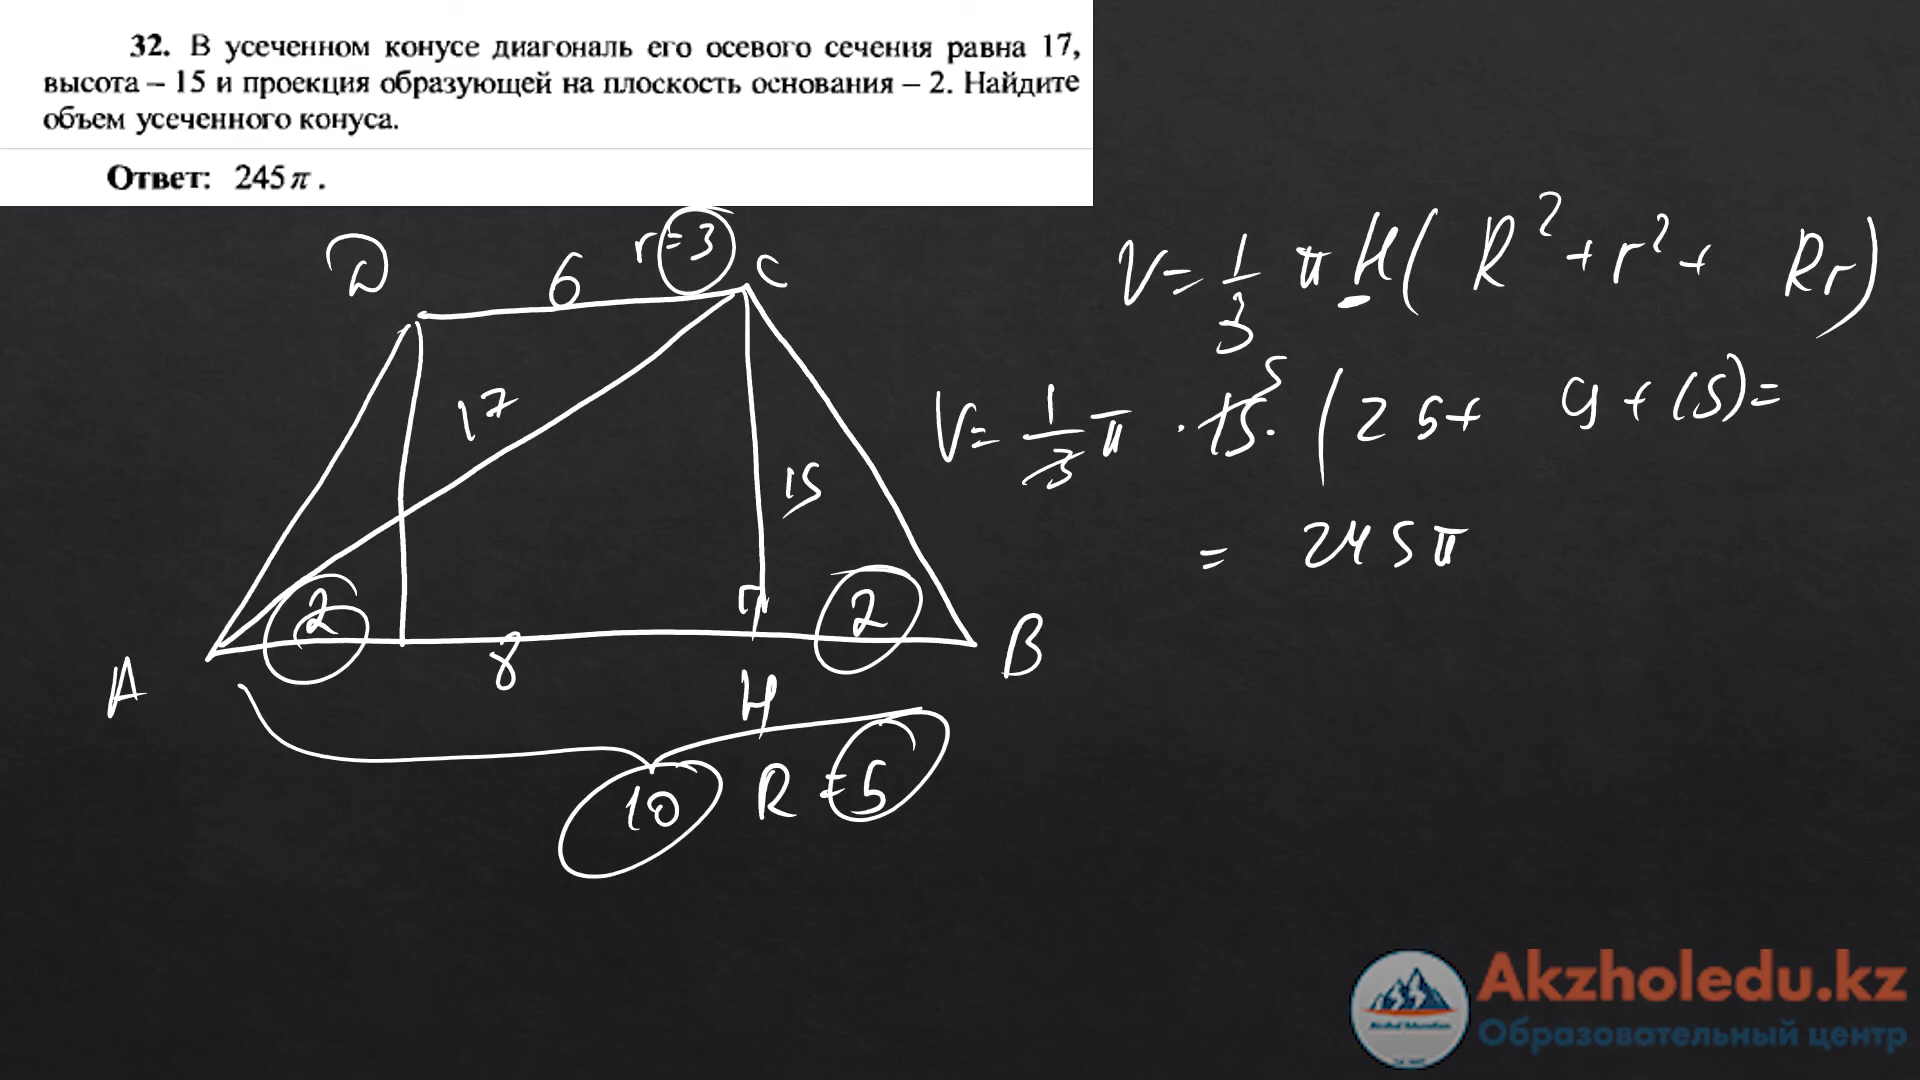 32. В усеченном конусе диагональ его осевого сечения равна 17,
высота – 15 и проекция образующей на плоскость основания – 2. Найдите
объем усеченного конуса.
Ответ: 245π.
D
6
r=3
C
17
15
2
8
2
A
H
B
10
R=5
V=1/3 πH(R²+r²+Rr)
V=1/3 π·15·5(25+9+15)=
=245π
Akzholedu.kz
Образовательный центр